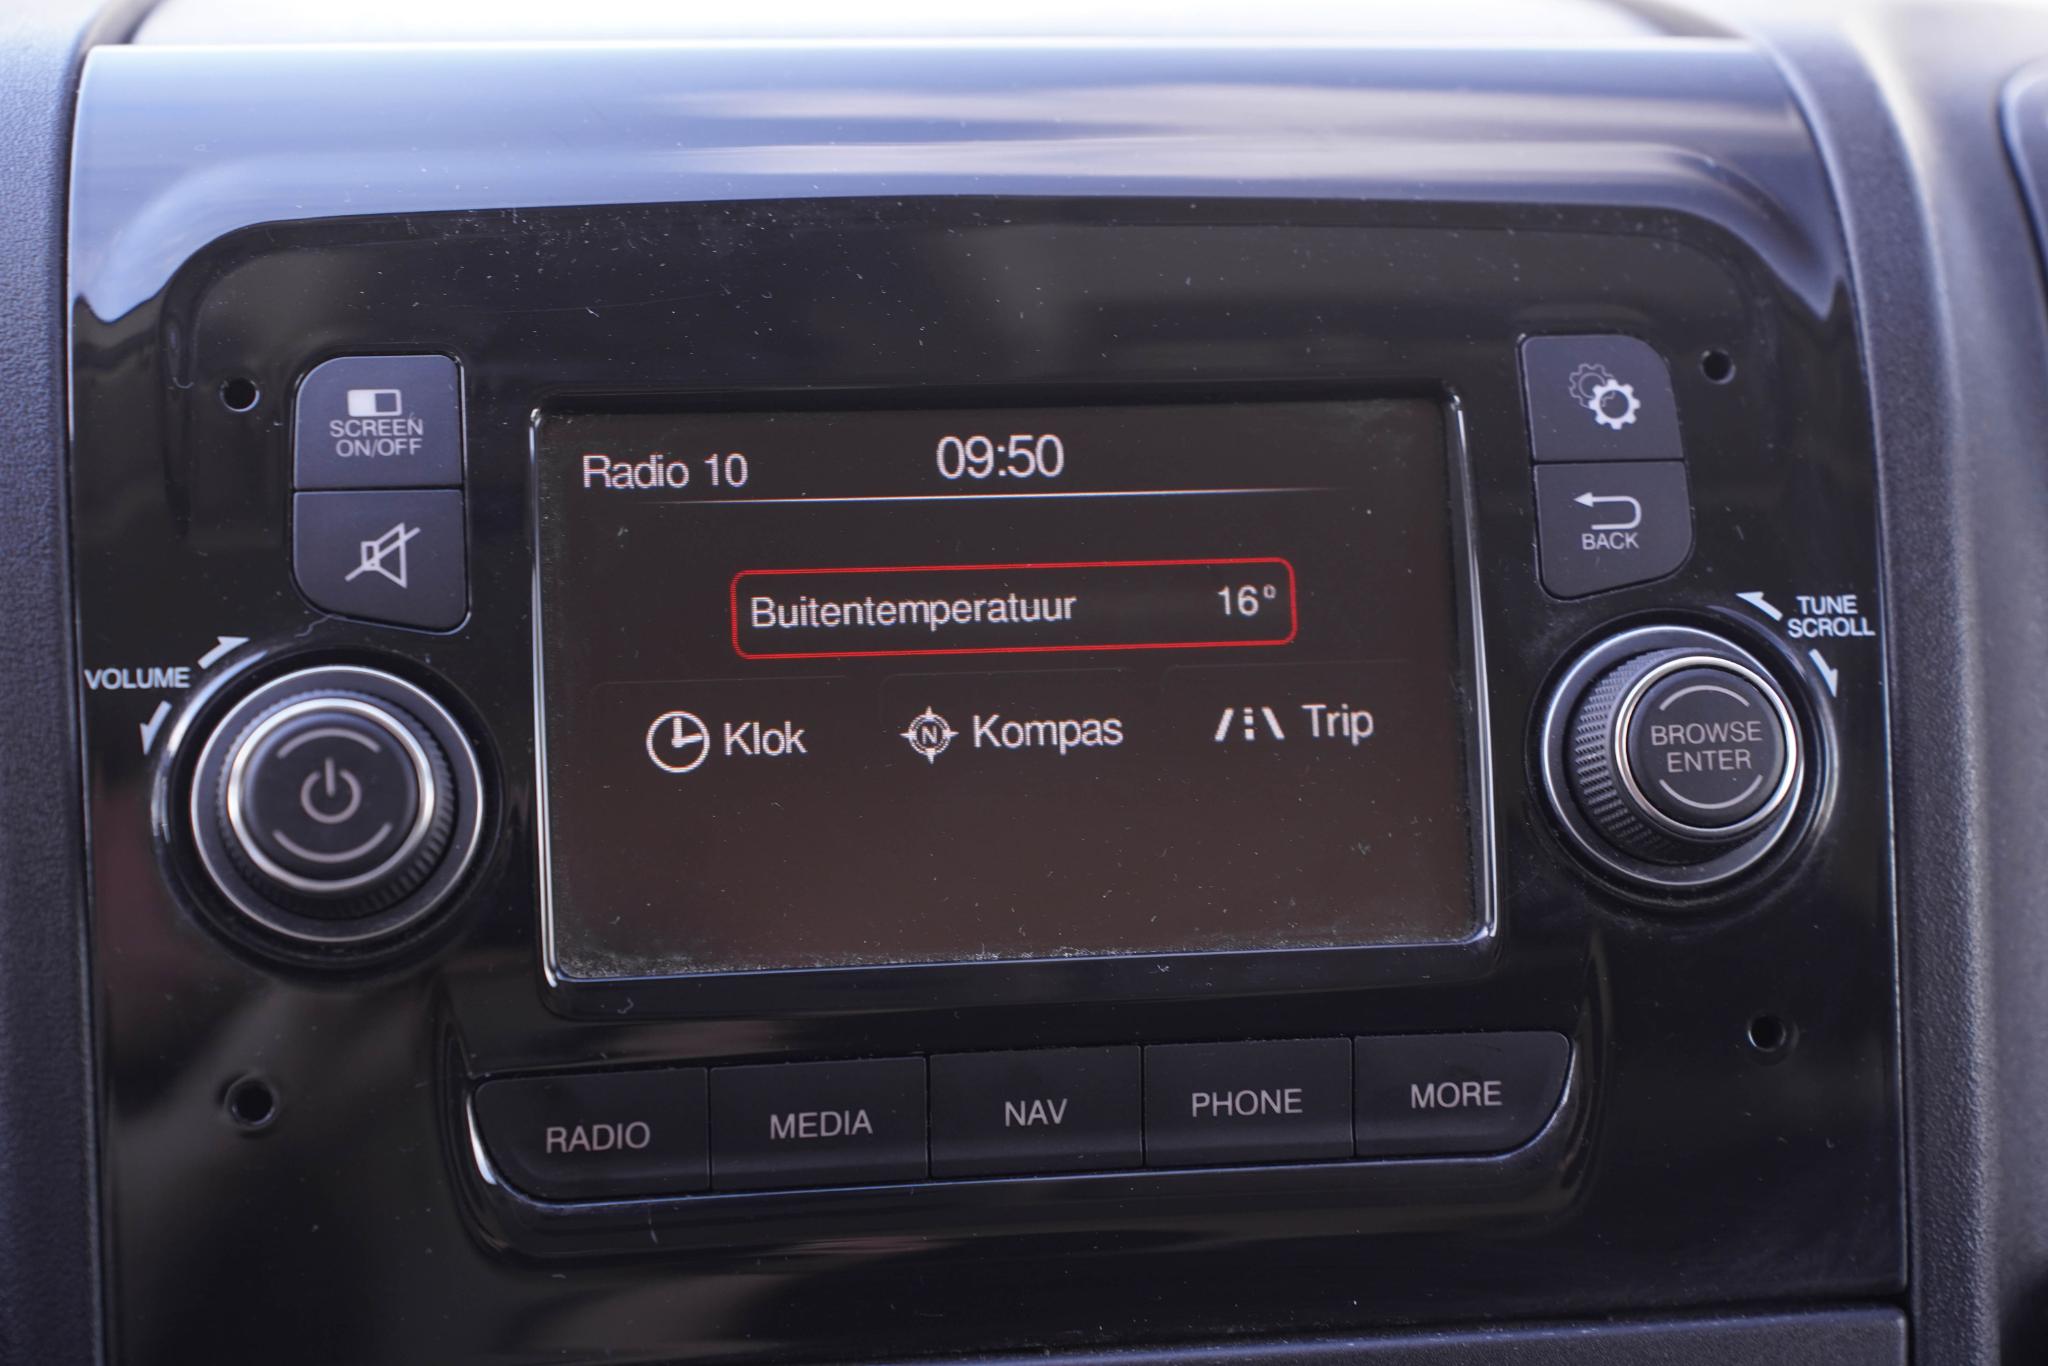 SCREEN
ON/OFF
VOLUME
Radio 10
09:50
Buitentemperatuur 16°
Klok
N
Kompas
Trip
BACK
TUNE
SCROLL
BROWSE
ENTER
RADIO
MEDIA
NAV
PHONE
MORE